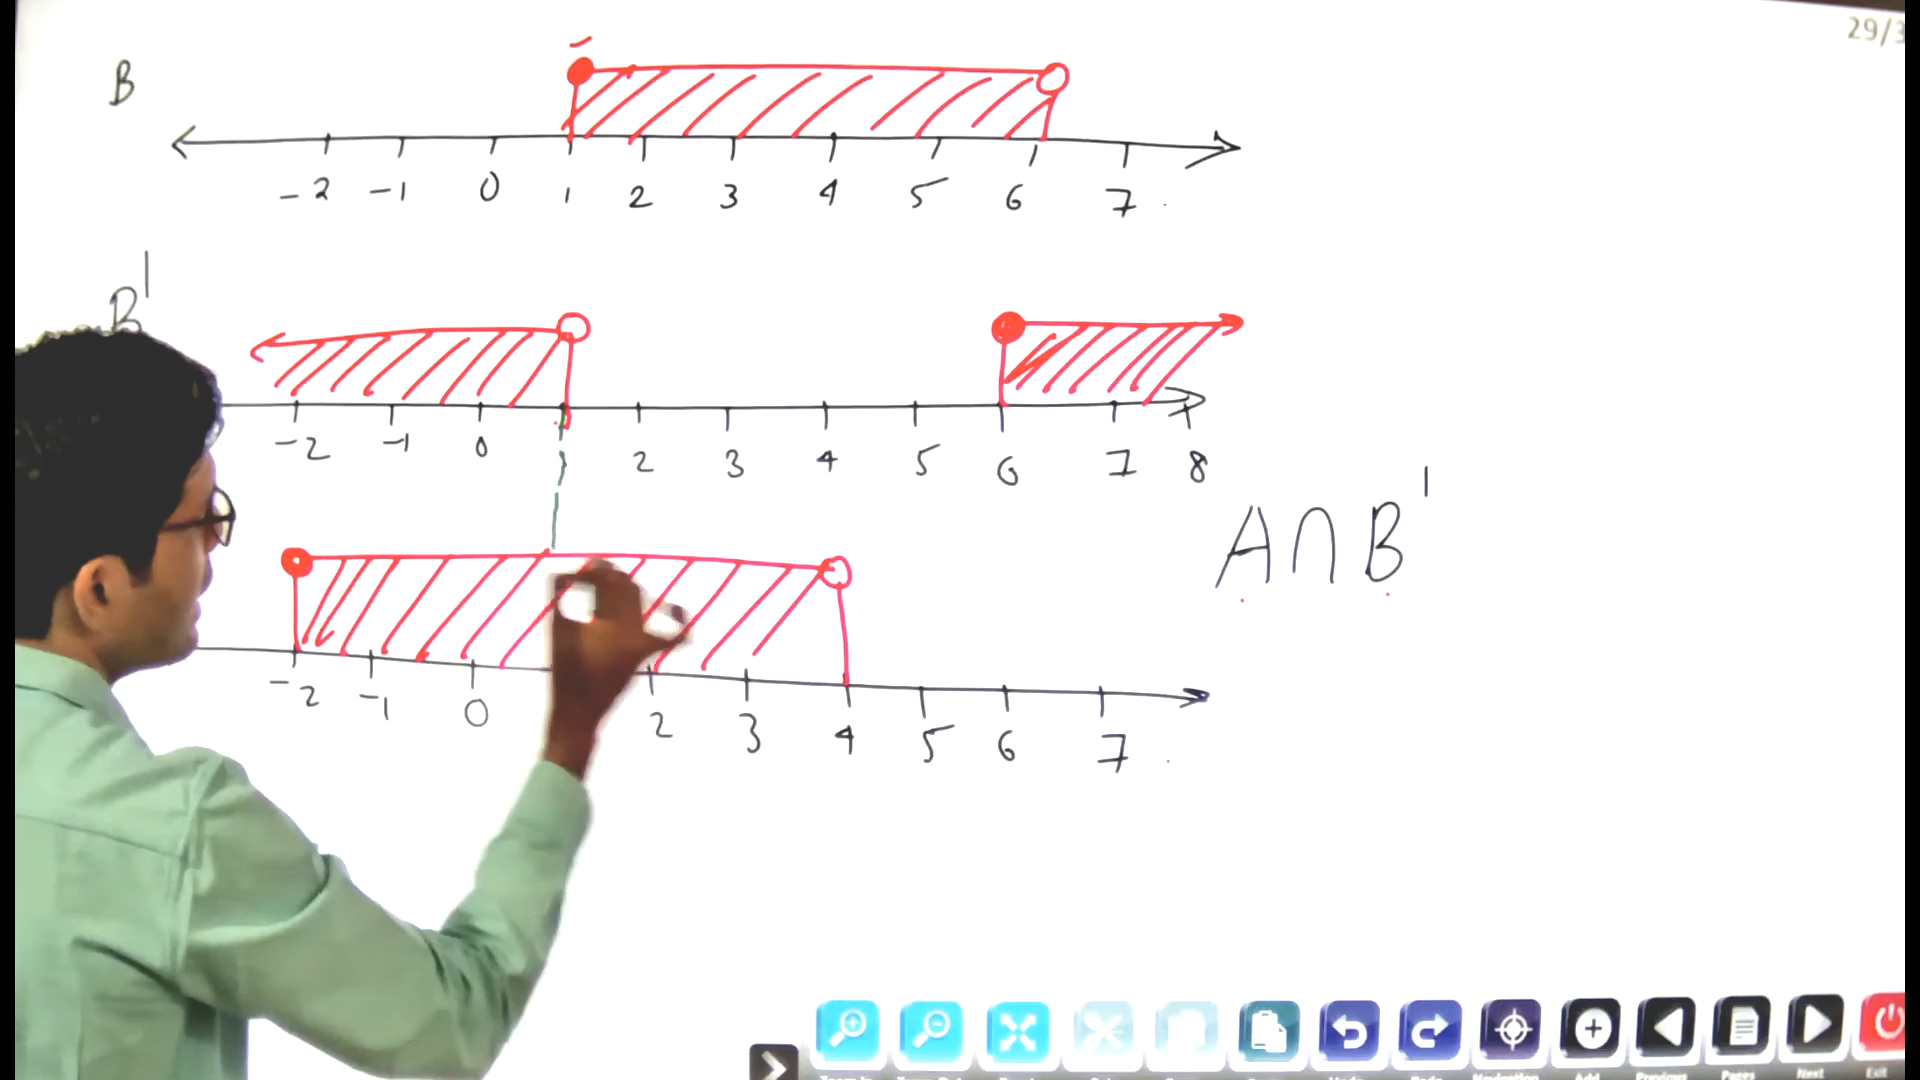 29/3
B
-2 -1 0 1 2 3 4 5 6 7
B'
-2 -1 0 1 2 3 4 5 6 7 8
A∩B'
-2 -1 0 2 3 4 5 6 7
Exit